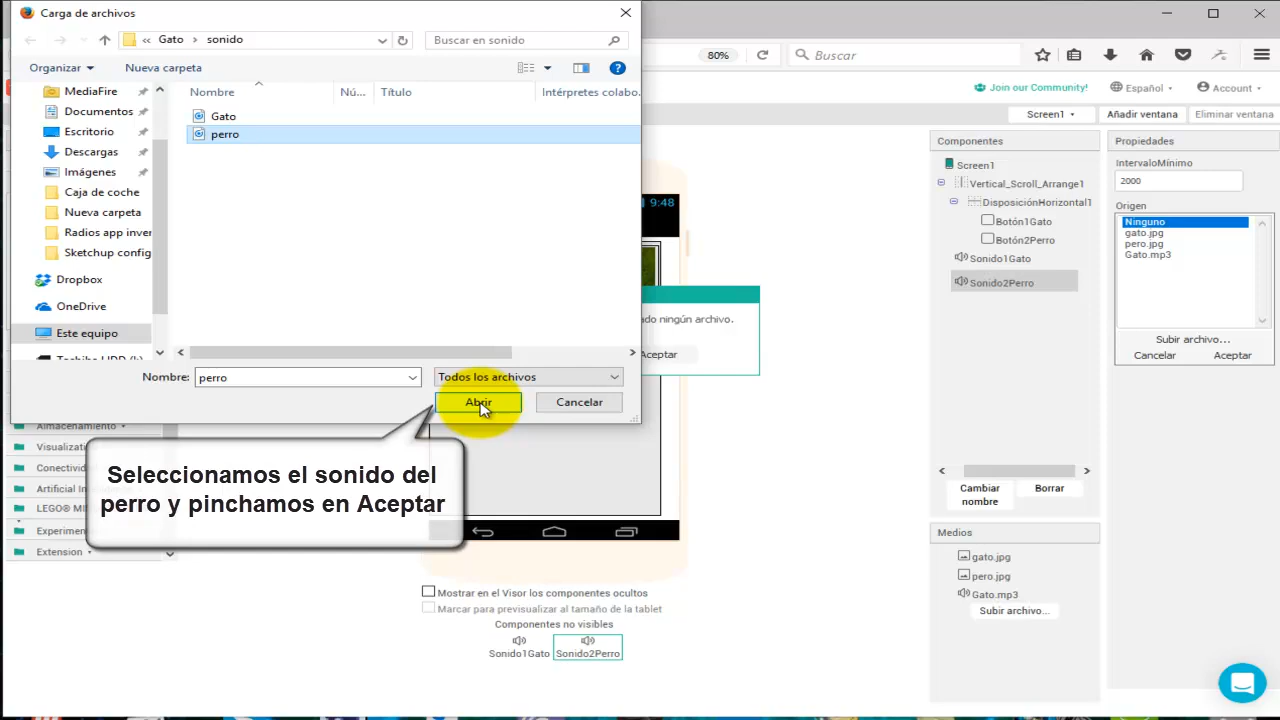 Carga de archivos
Gato
sonido
Buscar en sonido
80%
Buscar
Organizar
Nueva carpeta
Join our Community!
Español
Account
MediaFire
Documentos
Escritorio
Descargas
Imágenes
Caja de coche
Nueva carpeta
Radios app inver
Sketchup config
Dropbox
OneDrive
Este equipo
Nombre
Nú...
Título
Intérpretes colabo.
Gato
perro
Nombre:
perro
Todos los archivos
Abrir
Cancelar
Screen1
Añadir ventana
Eliminar ventana
9:48
ado ningún archivo.
Aceptar
Almacenamiento
Visualizati
Conectivid
Artificial I
LEGO® MI
Experimen
Extension
Seleccionamos el sonido del
perro y pinchamos en Aceptar
Mostrar en el Visor los componentes ocultos
Marcar para previsualizar al tamaño de la tablet
Componentes no visibles
Sonido1Gato
Sonido2Perro
Componentes
Screen1
Vertical_Scroll_Arrange1
DisposiciónHorizontal1
Botón1Gato
Botón2Perro
Sonido1Gato
Sonido2Perro
Cambiar
nombre
Borrar
Medios
gato.jpg
pero.jpg
Gato.mp3
Subir archivo...
Propiedades
IntervaloMínimo
2000
Origen
Ninguno
gato.jpg
pero.jpg
Gato.mp3
Subir archivo...
Cancelar
Aceptar